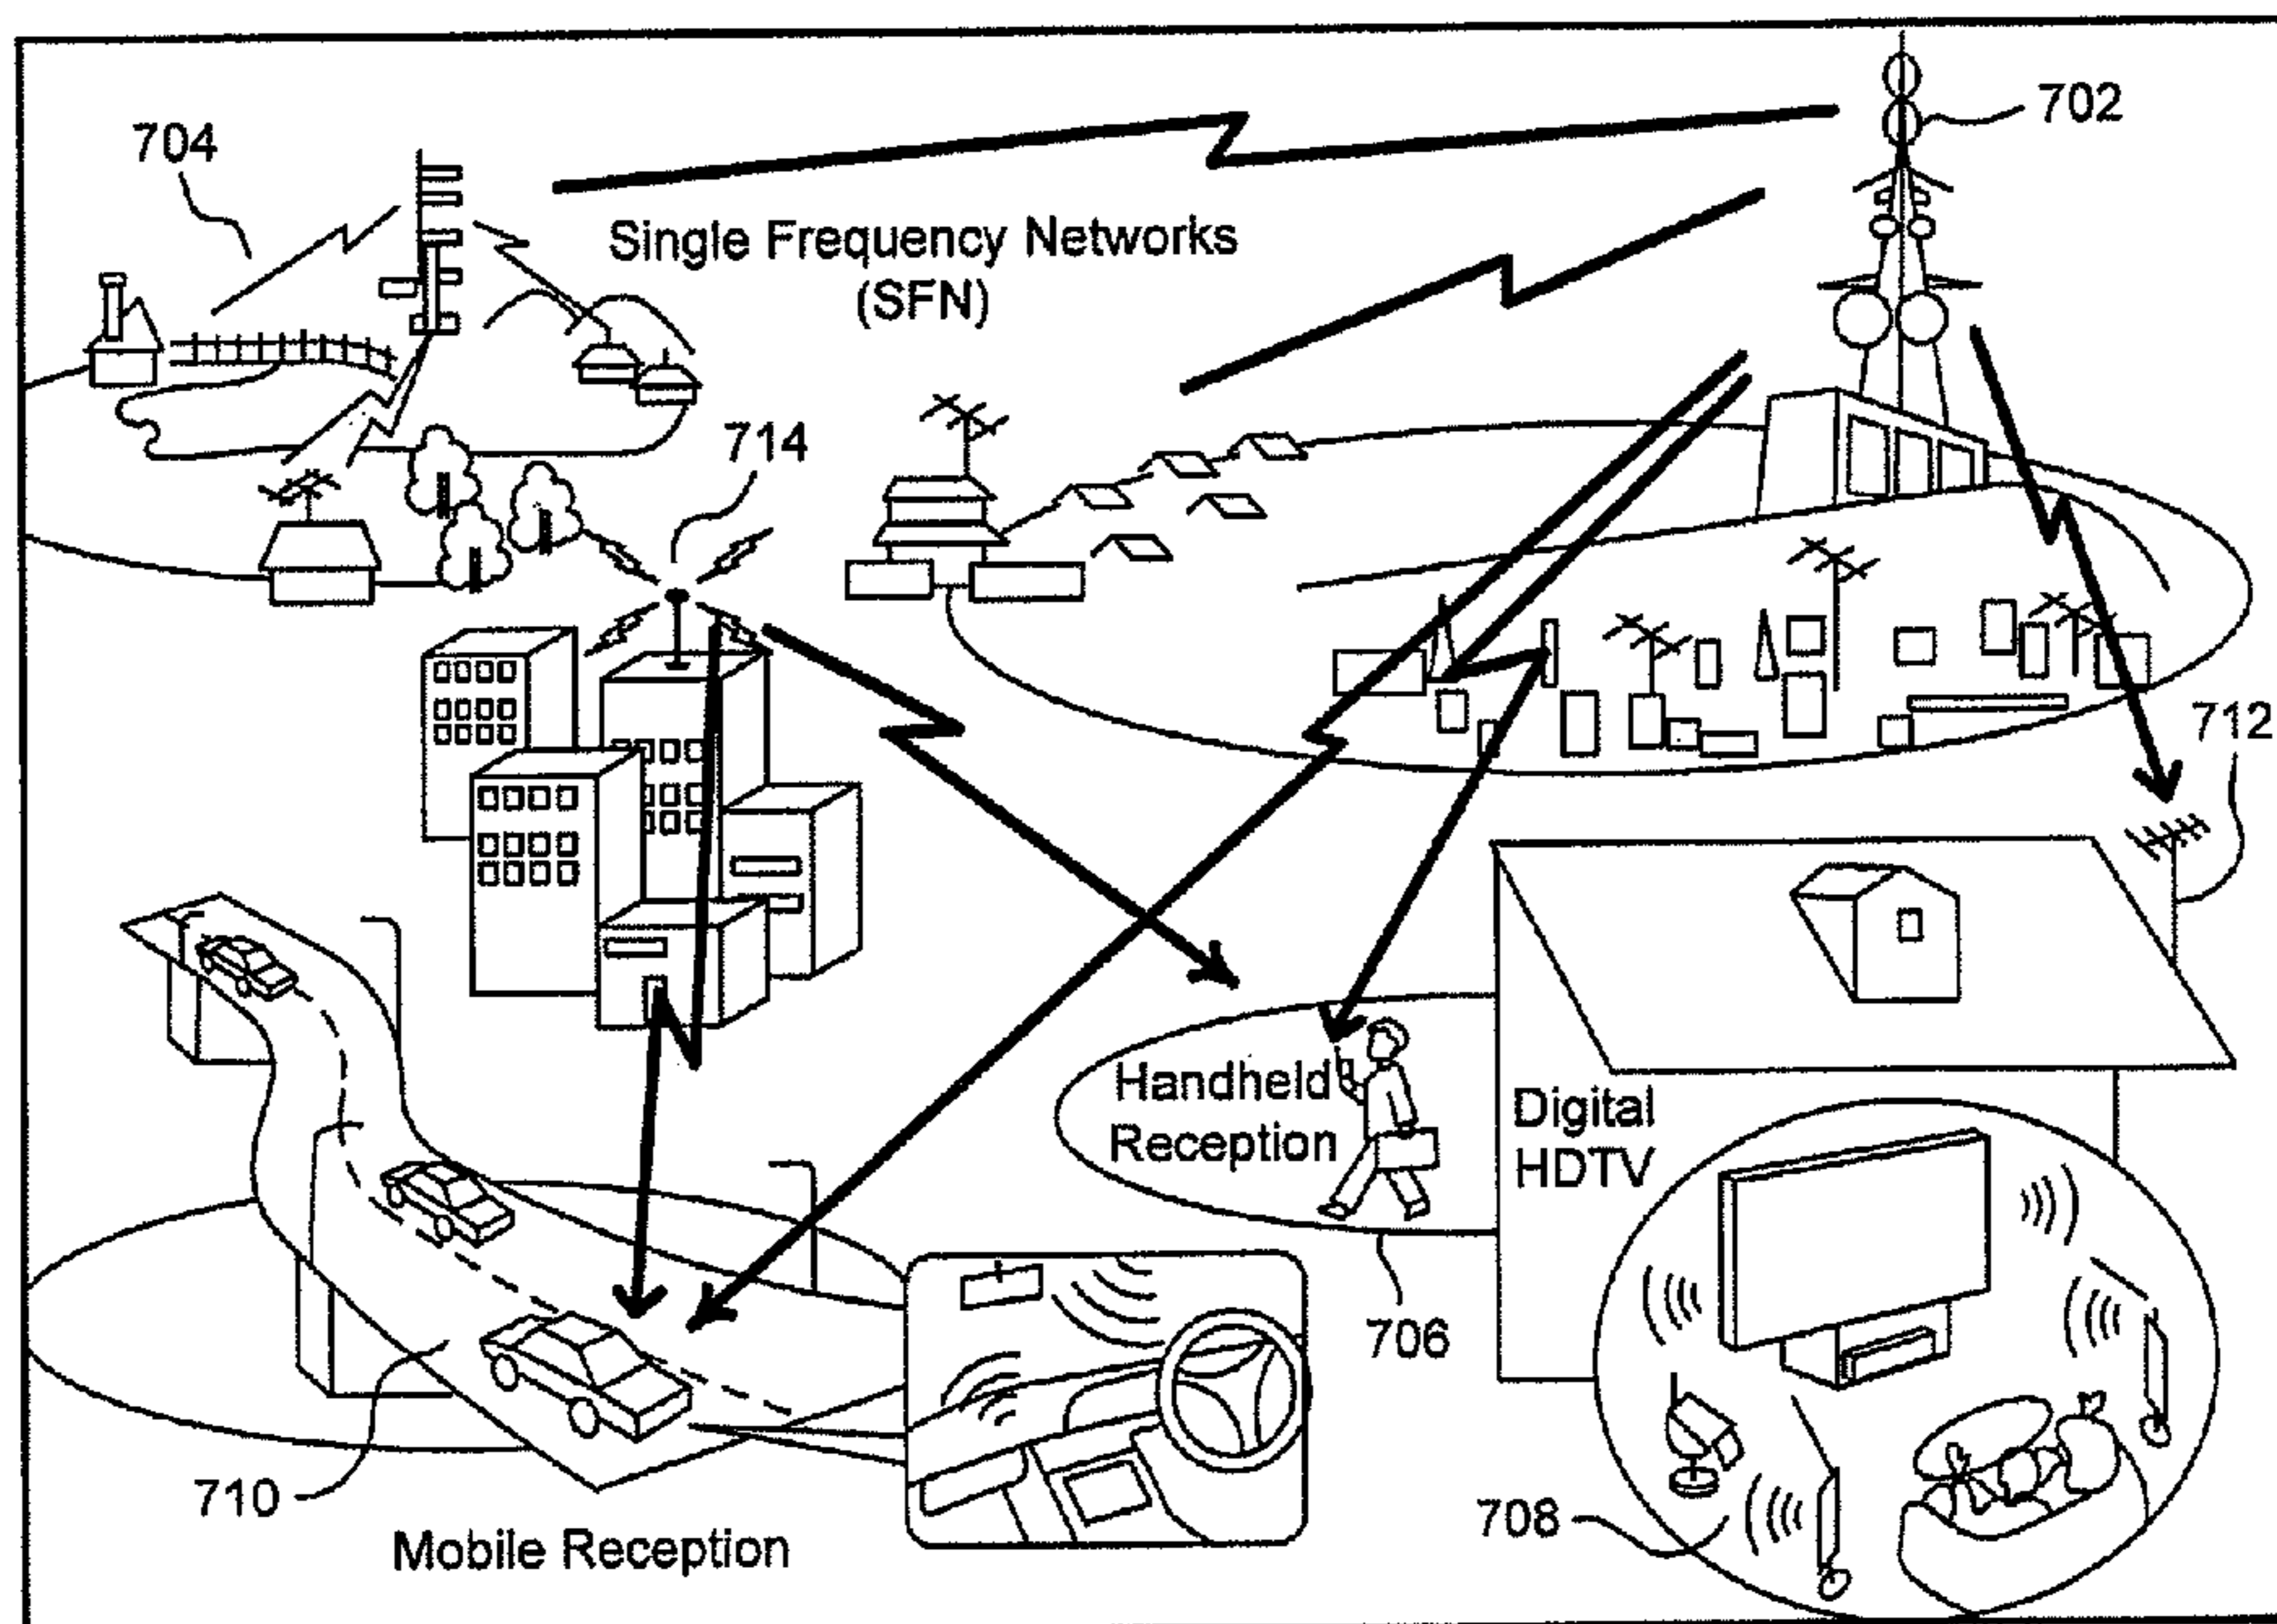 702
704
Single Frequency Networks
(SFN)
714
712
Handheld
Reception
Digital
HDTV
706
710
708
Mobile Reception